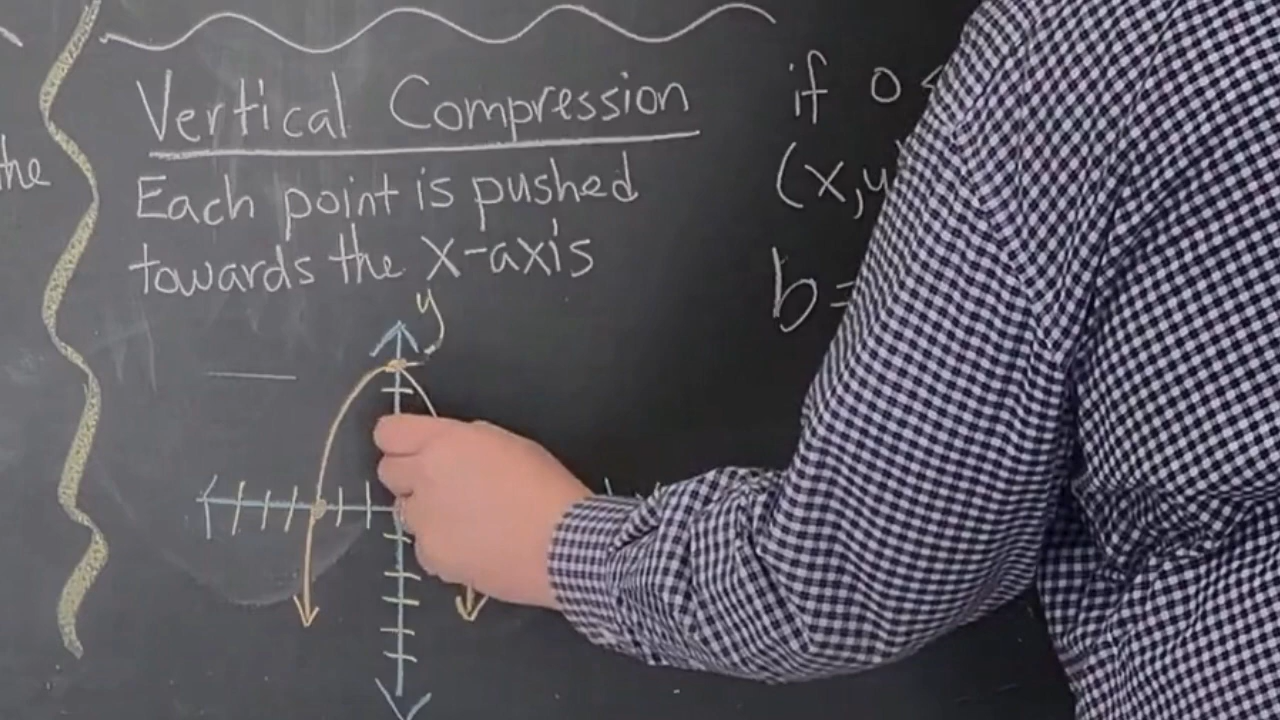 the
Vertical Compression
Each point is pushed
towards the x-axis
y
if 0 <
(x,y
b=